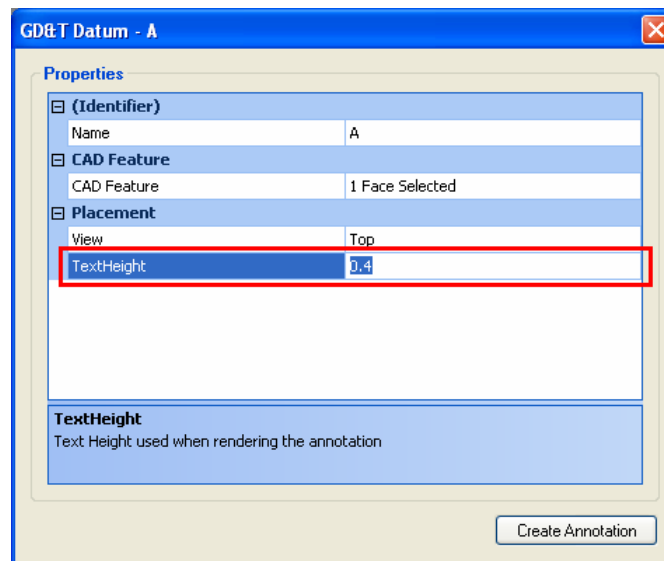 GD&T Datum - A
Properties
(Identifier)
Name A
CAD Feature
CAD Feature 1 Face Selected
Placement
View Top
TextHeight 0.4
TextHeight
Text Height used when rendering the annotation
Create Annotation